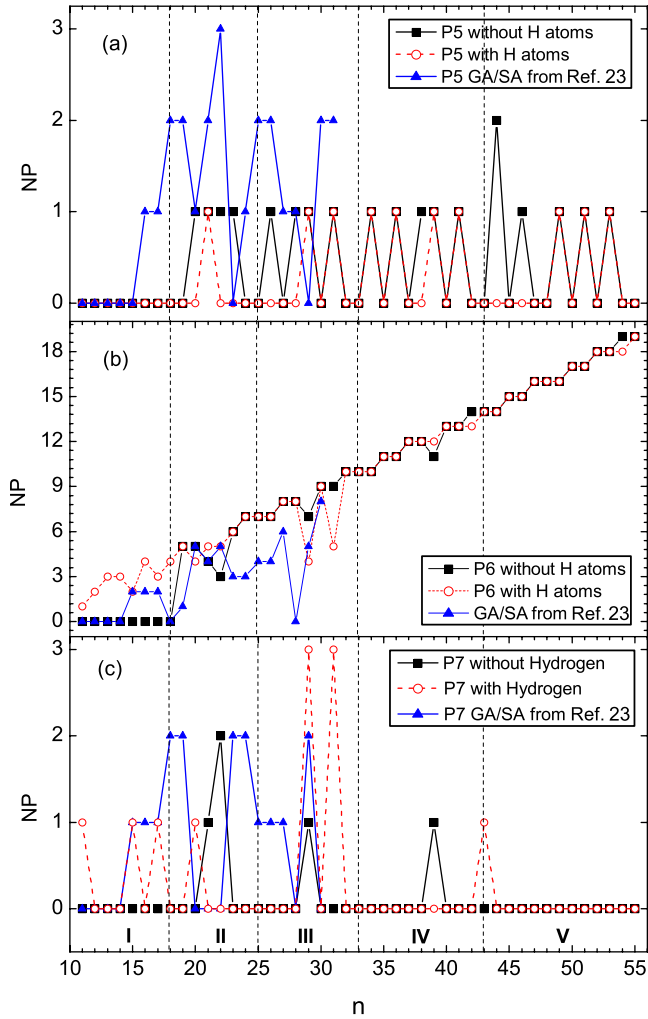 (a)
P5 without H atoms
P5 with H atoms
P5 GA/SA from Ref. 23
3
2
1
0
NP
(b)
18
15
12
9
6
3
0
NP
P6 without H atoms
P6 with H atoms
GA/SA from Ref. 23
(c)
P7 without Hydrogen
P7 with Hydrogen
P7 GA/SA from Ref. 23
3
2
1
0
NP
I II III IV V
10 15 20 25 30 35 40 45 50 55
n